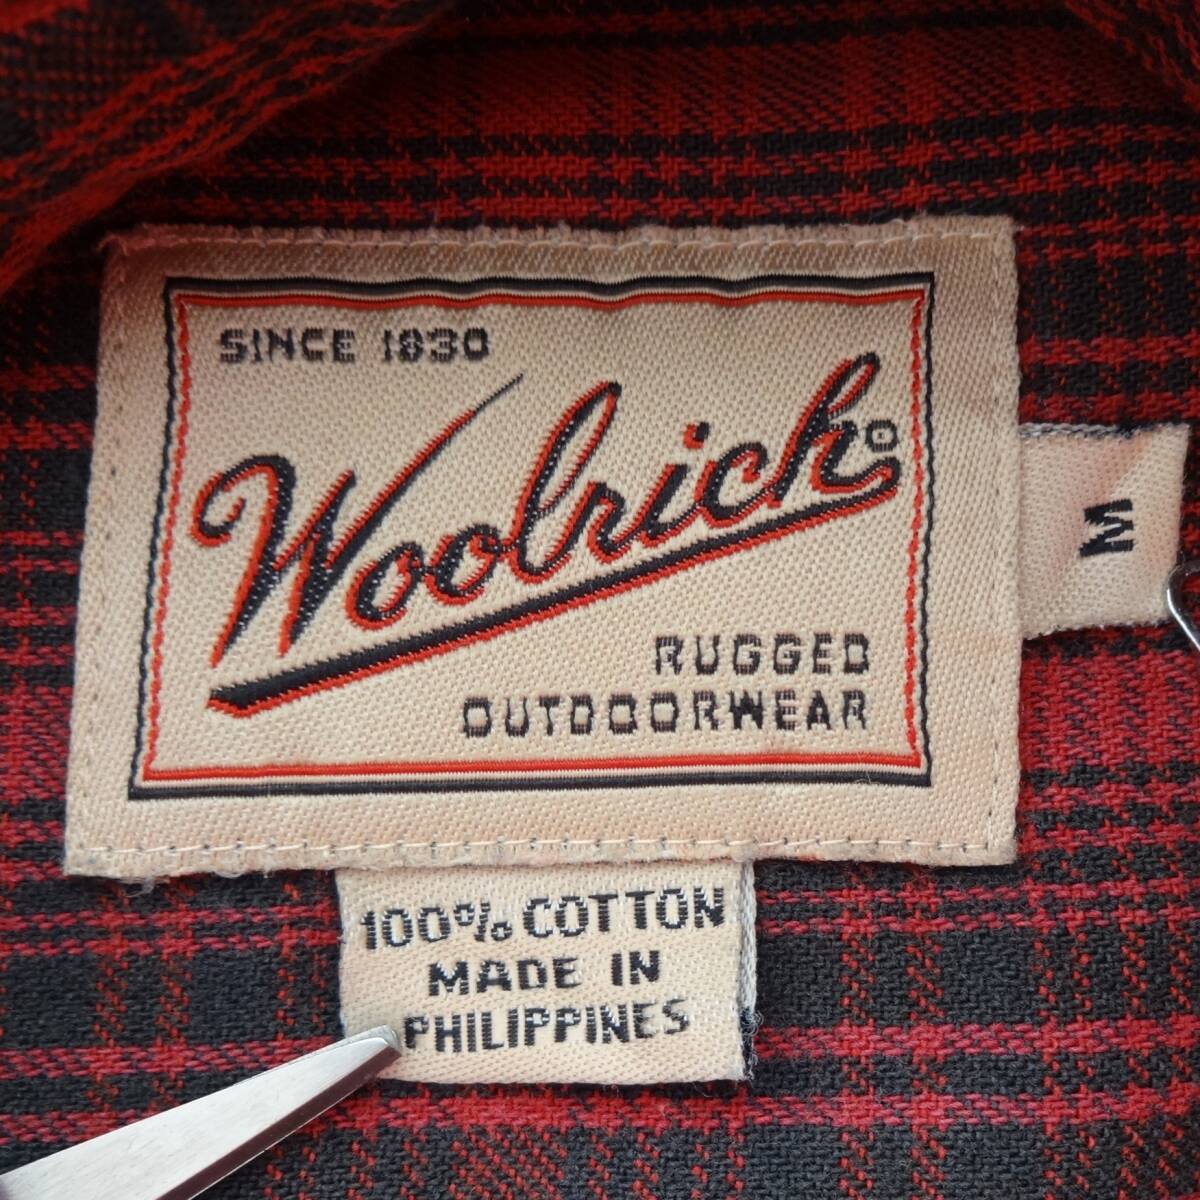 SINCE 1830
Woolrich®
RUGGED
OUTDOORWEAR
M
100% COTTON
MADE IN
PHILIPPINES